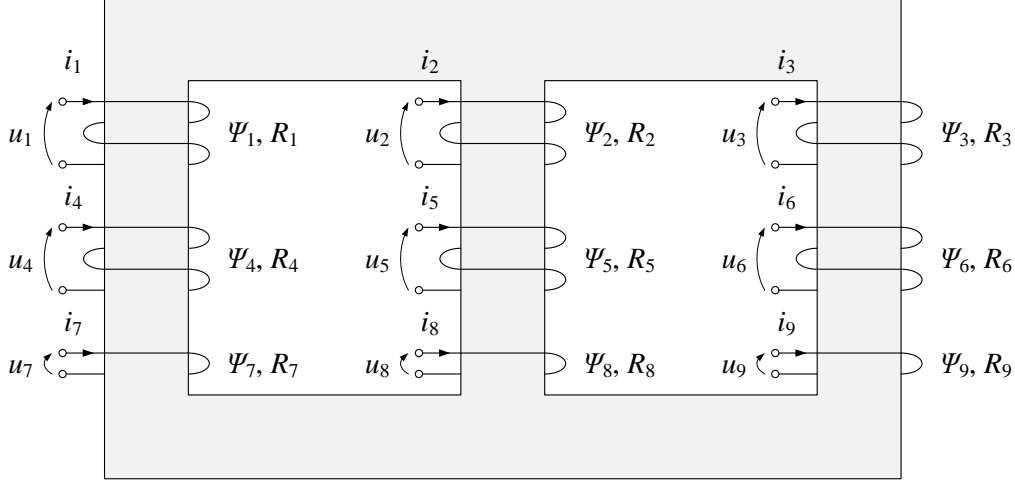 i₁ i₂ i₃
u₁ Ψ₁, R₁ u₂ Ψ₂, R₂ u₃ Ψ₃, R₃
i₄ i₅ i₆
u₄ Ψ₄, R₄ u₅ Ψ₅, R₅ u₆ Ψ₆, R₆
i₇ i₈ i₉
u₇ Ψ₇, R₇ u₈ Ψ₈, R₈ u₉ Ψ₉, R₉